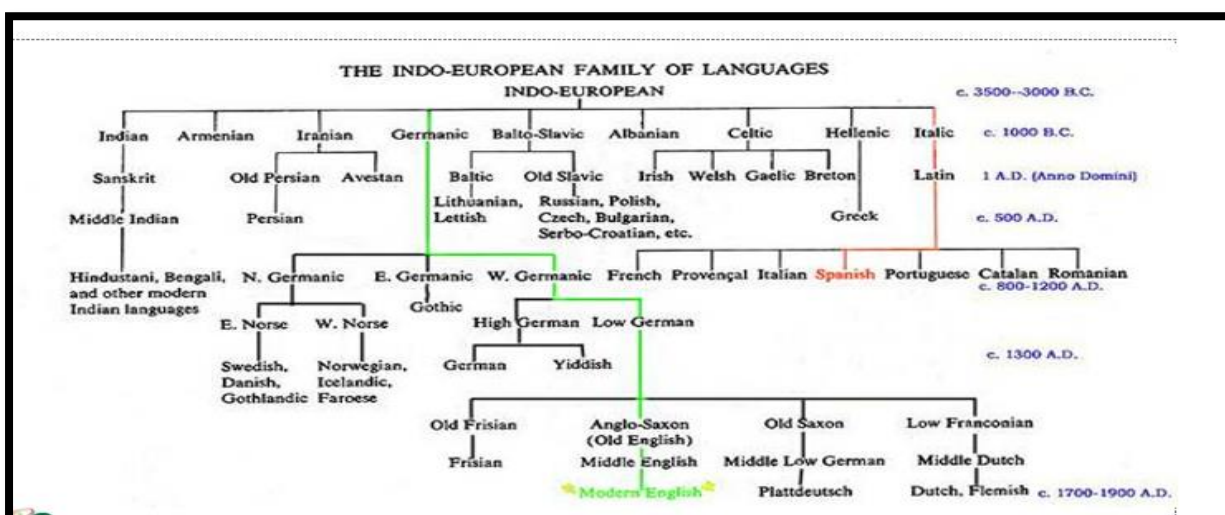 THE INDO-EUROPEAN FAMILY OF LANGUAGES
INDO-EUROPEAN
c. 3500--3000 B.C.
Indian Armenian Iranian Germanic Balto-Slavic Albanian Celtic Hellenic Italic c. 1000 B.C.
Sanskrit Old Persian Avestan Baltic Old Slavic Irish Welsh Gaelic Breton Latin 1 A.D. (Anno Domini)
Lithuanian, Russian, Polish,
Middle Indian Persian Lettish Czech, Bulgarian, Greek c. 500 A.D.
Serbo-Croatian, etc.
Hindustani, Bengali, N. Germanic E. Germanic W. Germanic French Provençal Italian Spanish Portuguese Catalan Romanian
and other modern c. 800-1200 A.D.
Indian languages Gothic
E. Norse W. Norse High German Low German
c. 1300 A.D.
Swedish, Norwegian, German Yiddish
Danish, Icelandic,
Gothlandic Faroese
Old Frisian Anglo-Saxon Old Saxon Low Franconian
(Old English)
Frisian Middle English Middle Low German Middle Dutch
*Modern English* Plattdeutsch Dutch, Flemish c. 1700-1900 A.D.